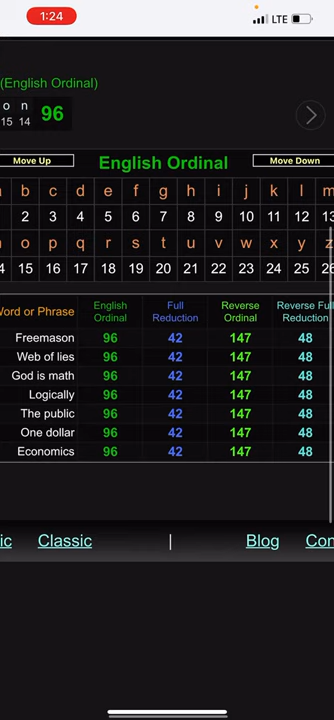 1:24 LTE
(English Ordinal)
o n
15 14 96
Move Up English Ordinal Move Down
b c d e f g h i j k l m
2 3 4 5 6 7 8 9 10 11 12 13
o p q r s t u v w x y z
15 16 17 18 19 20 21 22 23 24 25 26
Word or Phrase English Ordinal Full Reduction Reverse Ordinal Reverse Full Reduction
Freemason 96 42 147 48
Web of lies 96 42 147 48
God is math 96 42 147 48
Logically 96 42 147 48
The public 96 42 147 48
One dollar 96 42 147 48
Economics 96 42 147 48
ic Classic | Blog Con